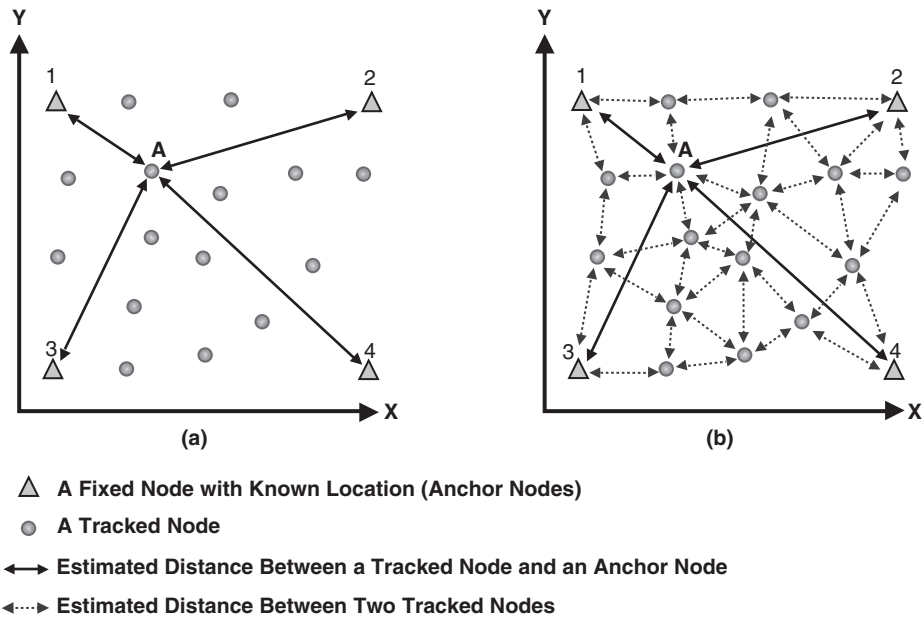 Y
1
2
A
3
4
X
(a)
Y
1
2
A
3
4
X
(b)
A Fixed Node with Known Location (Anchor Nodes)
A Tracked Node
Estimated Distance Between a Tracked Node and an Anchor Node
Estimated Distance Between Two Tracked Nodes